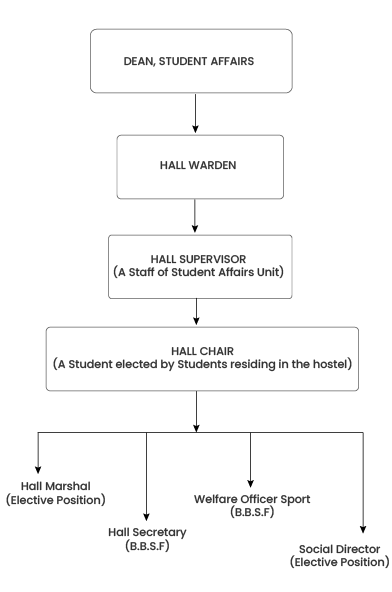 DEAN, STUDENT AFFAIRS
HALL WARDEN
HALL SUPERVISOR
(A Staff of Student Affairs Unit)
HALL CHAIR
(A Student elected by Students residing in the hostel)
Hall Marshal
(Elective Position)
Hall Secretary
(B.B.S.F)
Welfare Officer Sport
(B.B.S.F)
Social Director
(Elective Position)